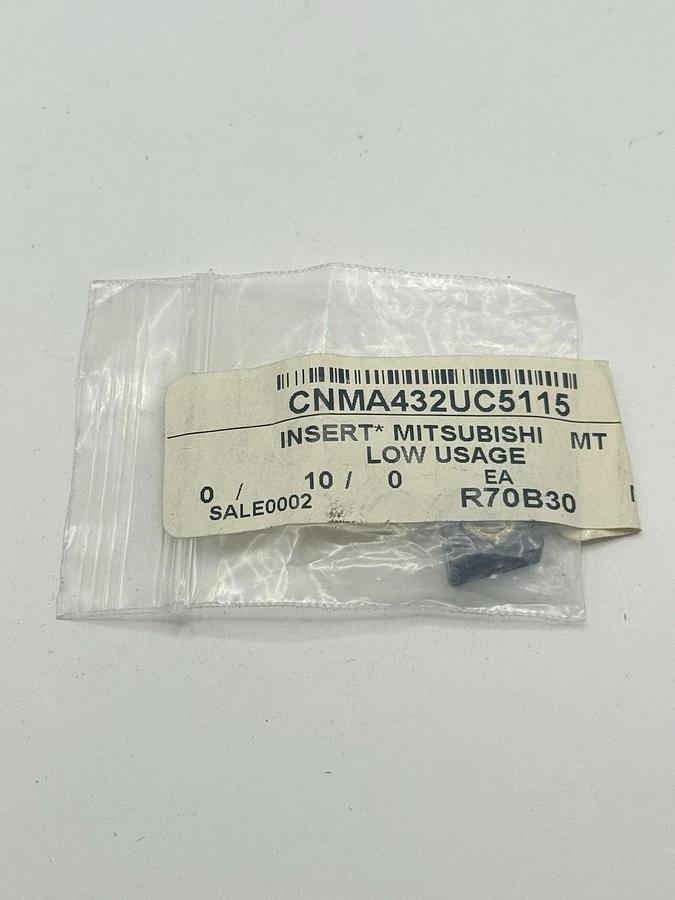 CNMA432UC5115
INSERT* MITSUBISHI MT
LOW USAGE
0 / 10 / 0 EA
SALE0002 R70B30